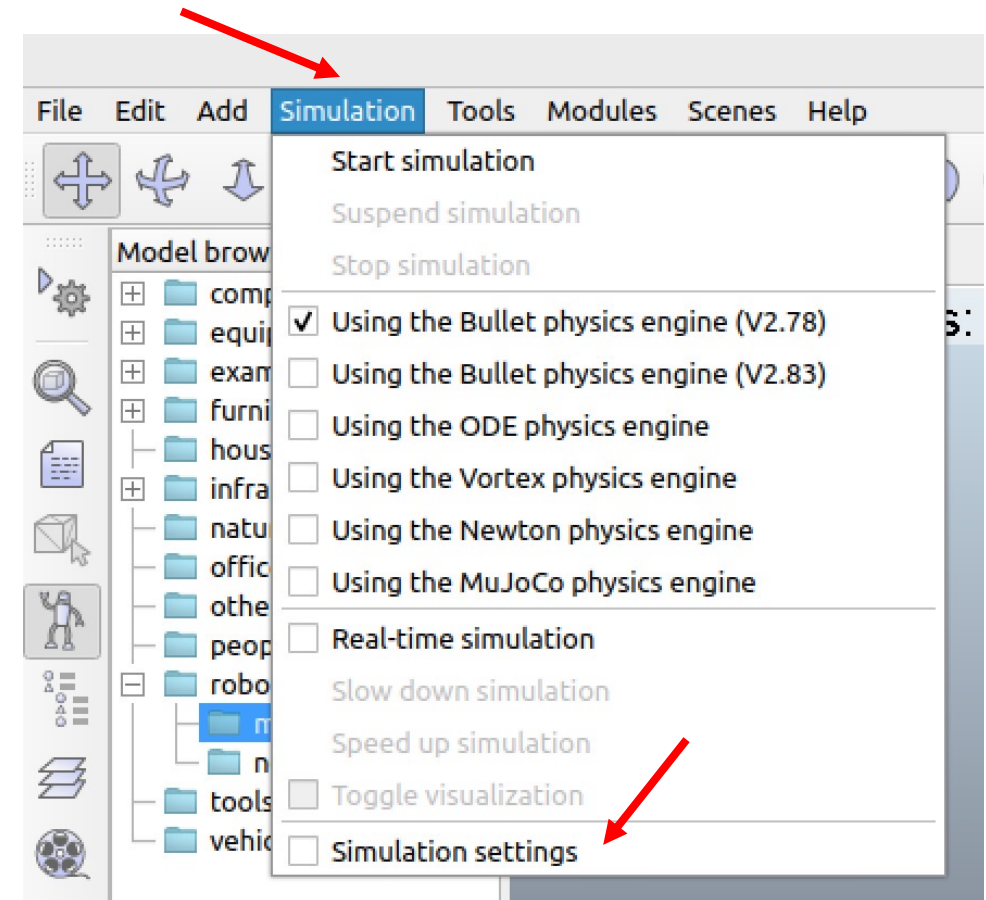 File Edit Add Simulation Tools Modules Scenes Help
Start simulation
Suspend simulation
Stop simulation
Model brow
comp
equip
exam
furni
hous
infra
natu
offic
othe
peop
robo
m
n
tools
vehic
Using the Bullet physics engine (V2.78)
s:
Using the Bullet physics engine (V2.83)
Using the ODE physics engine
Using the Vortex physics engine
Using the Newton physics engine
Using the MuJoCo physics engine
Real-time simulation
Slow down simulation
Speed up simulation
Toggle visualization
Simulation settings